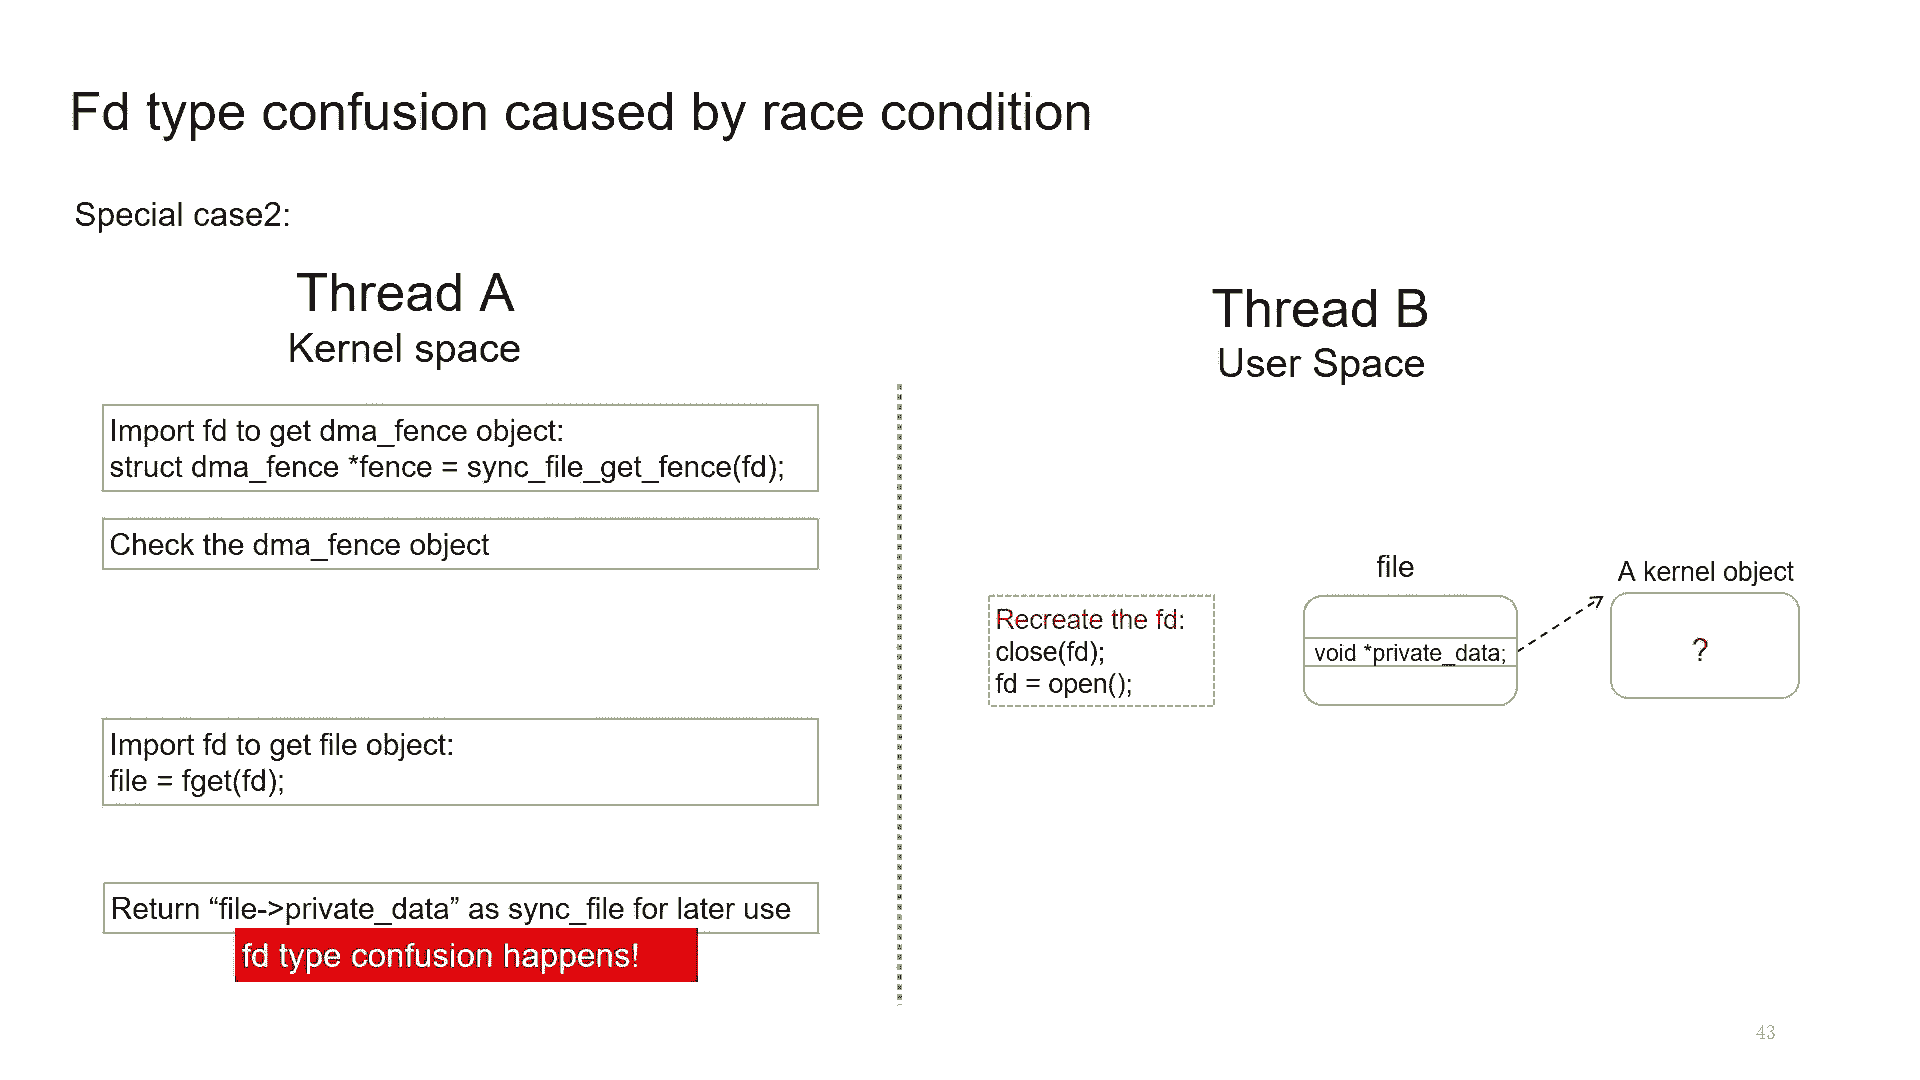 Fd type confusion caused by race condition
Special case2:
Thread A
Kernel space
Import fd to get dma_fence object:
struct dma_fence *fence = sync_file_get_fence(fd);
Check the dma_fence object
Import fd to get file object:
file = fget(fd);
Return “file->private_data” as sync_file for later use
fd type confusion happens!
Thread B
User Space
Recreate the fd:
close(fd);
fd = open();
file
void *private_data;
A kernel object
?
43